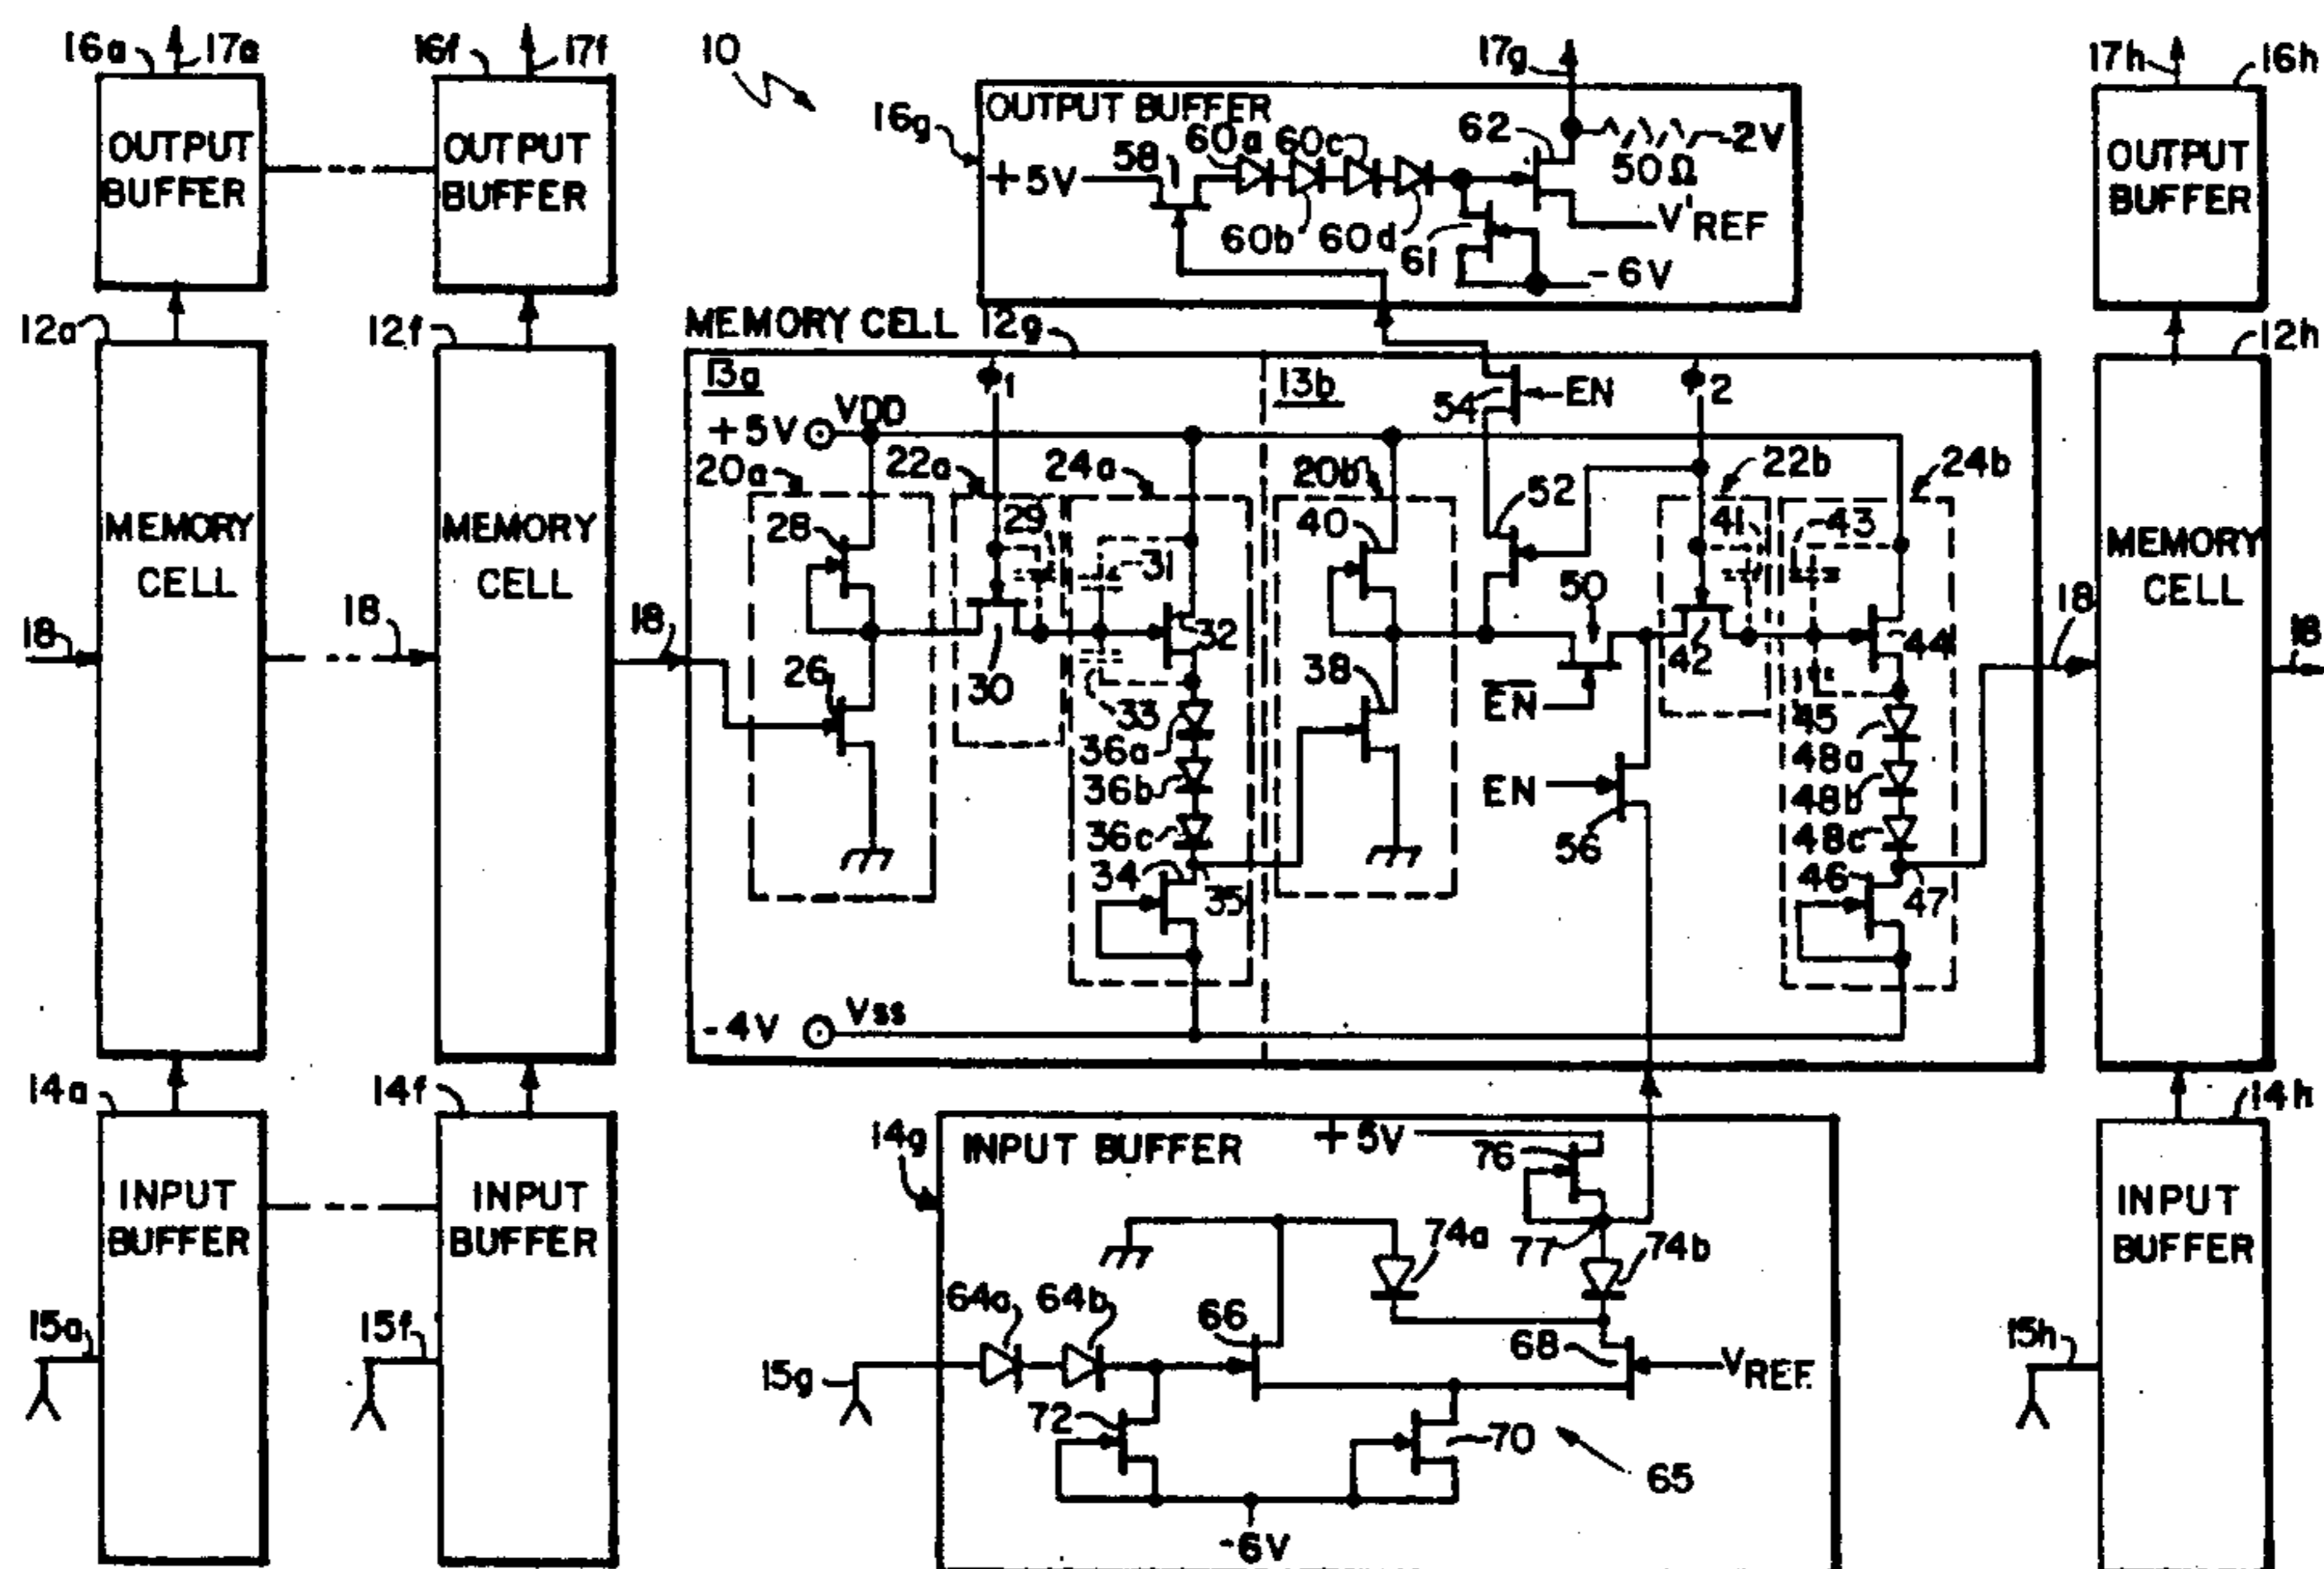 16a 17a 16f 17f 10 17g 17h 16h
OUTPUT BUFFER
OUTPUT BUFFER
16g
OUTPUT BUFFER
58 60a 60c 62 -2V
50Ω
+5V
60b 60d 61
V'REF
-6V
OUTPUT BUFFER
12a 12f
MEMORY CELL 12g
12h
MEMORY CELL
MEMORY CELL
13a
φ1
13b
φ2
54 EN
VDD
+5V
20a 22a 24a 20b 22b 24b
28 29 31 40 52 41 43
32 50 44
18 18 18 26 30 33 38 42 45 18 18
EN
36a 48a
36b EN 48b
36c 56 48c
34 35 46 47
-4V Vss
MEMORY CELL
14a 14f 14g 14h
INPUT BUFFER
INPUT BUFFER
INPUT BUFFER +5V 76
74a 77 74b
64a 64b 66 68 VREF
72 70 65
-6V
INPUT BUFFER
15a 15f 15g 15h